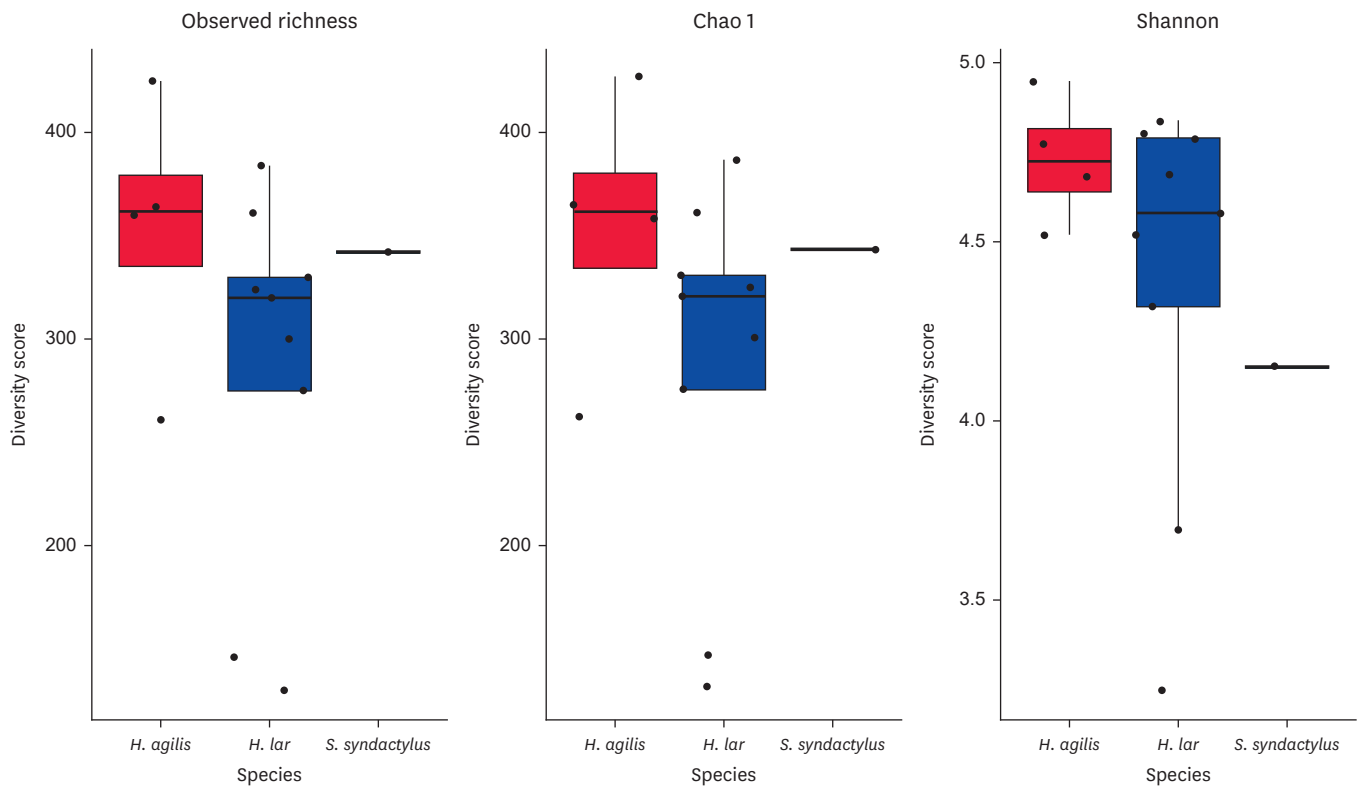 Observed richness
Diversity score
400
300
200
H. agilis
H. lar
S. syndactylus
Species
Chao 1
Diversity score
400
300
200
H. agilis
H. lar
S. syndactylus
Species
Shannon
Diversity score
5.0
4.5
4.0
3.5
H. agilis
H. lar
S. syndactylus
Species